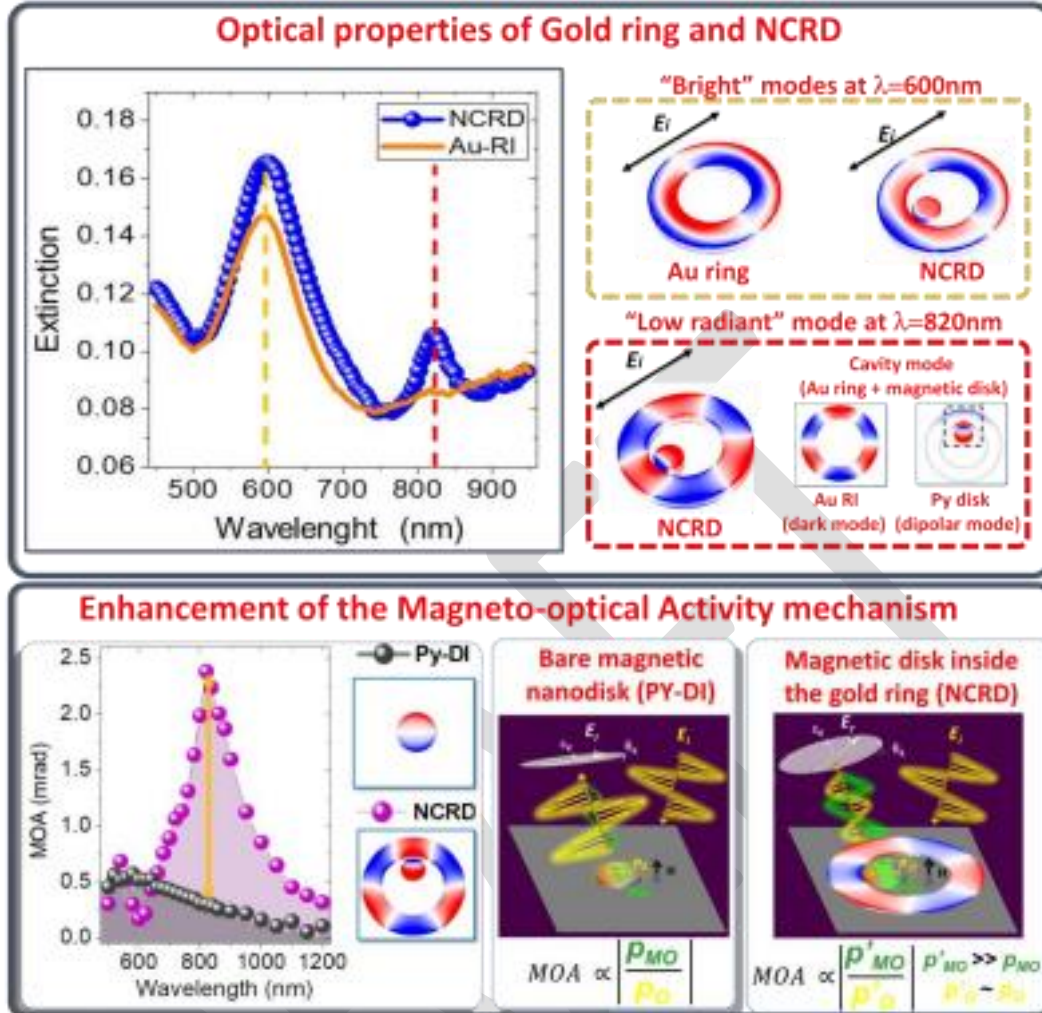 Optical properties of Gold ring and NCRD
0.18
0.16
0.14
0.12
0.10
0.08
0.06
Extinction
NCRD
Au-RI
500 600 700 800 900
Wavelenght (nm)
"Bright" modes at λ=600nm
Ei
Ei
Au ring
NCRD
"Low radiant" mode at λ=820nm
Ei
NCRD
Cavity mode
(Au ring + magnetic disk)
Au RI
(dark mode)
Py disk
(dipolar mode)
Enhancement of the Magneto-optical Activity mechanism
2.5
2.0
1.5
1.0
0.5
0.0
MOA (mrad)
600 800 1000 1200
Wavelength (nm)
Py-DI
NCRD
Bare magnetic
nanodisk (PY-DI)
Er
Ei
MOA ∝ |pMO / pO|
Magnetic disk inside
the gold ring (NCRD)
Er
Ei
H
MOA ∝ |p'MO / p'O|
p'MO >> pMO
p'O ~ pO